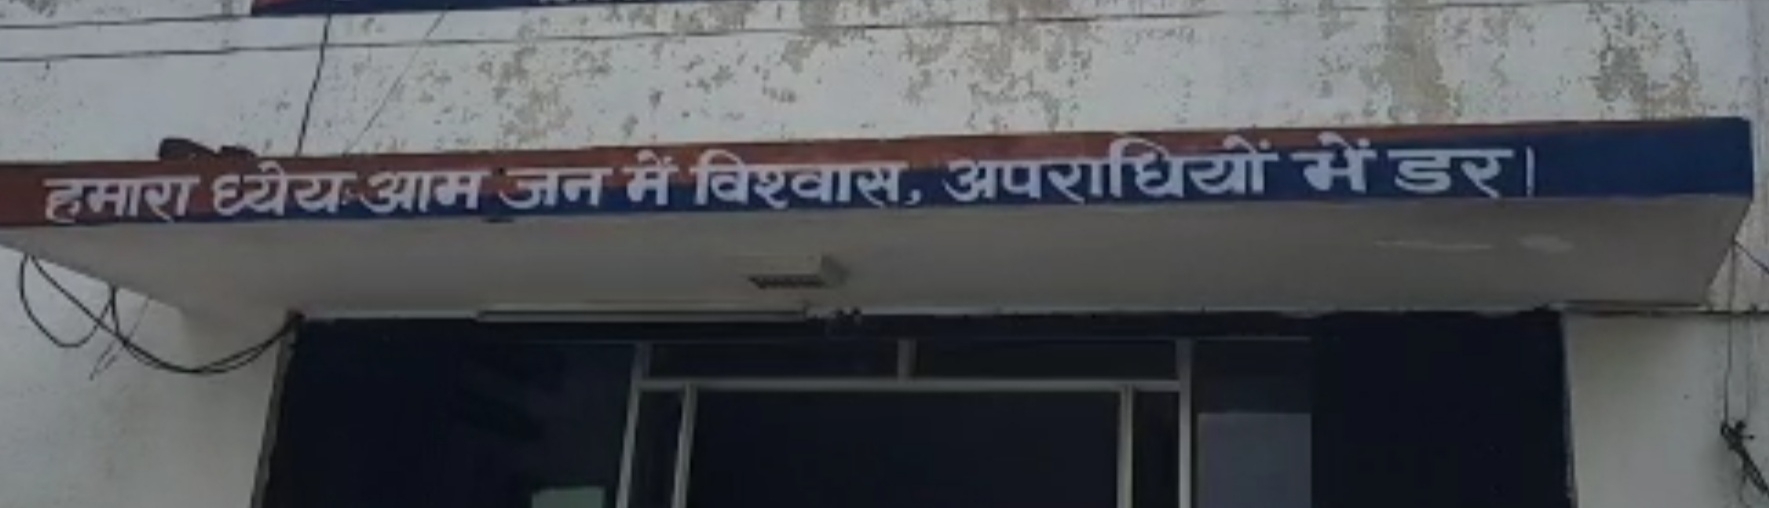 हमारा ध्येय-आम जन में विश्वास, अपराधियों में डर।